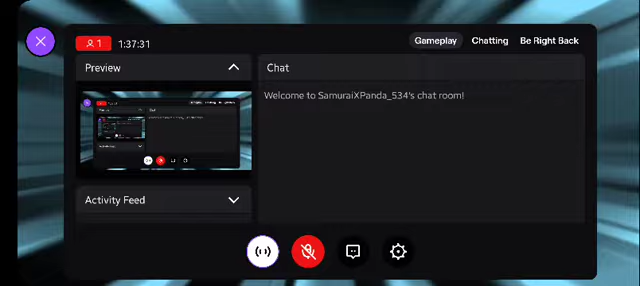 1 1:37:31 Gameplay Chatting Be Right Back
Preview
Chat
Welcome to SamuraiXPanda_534's chat room!
Activity Feed